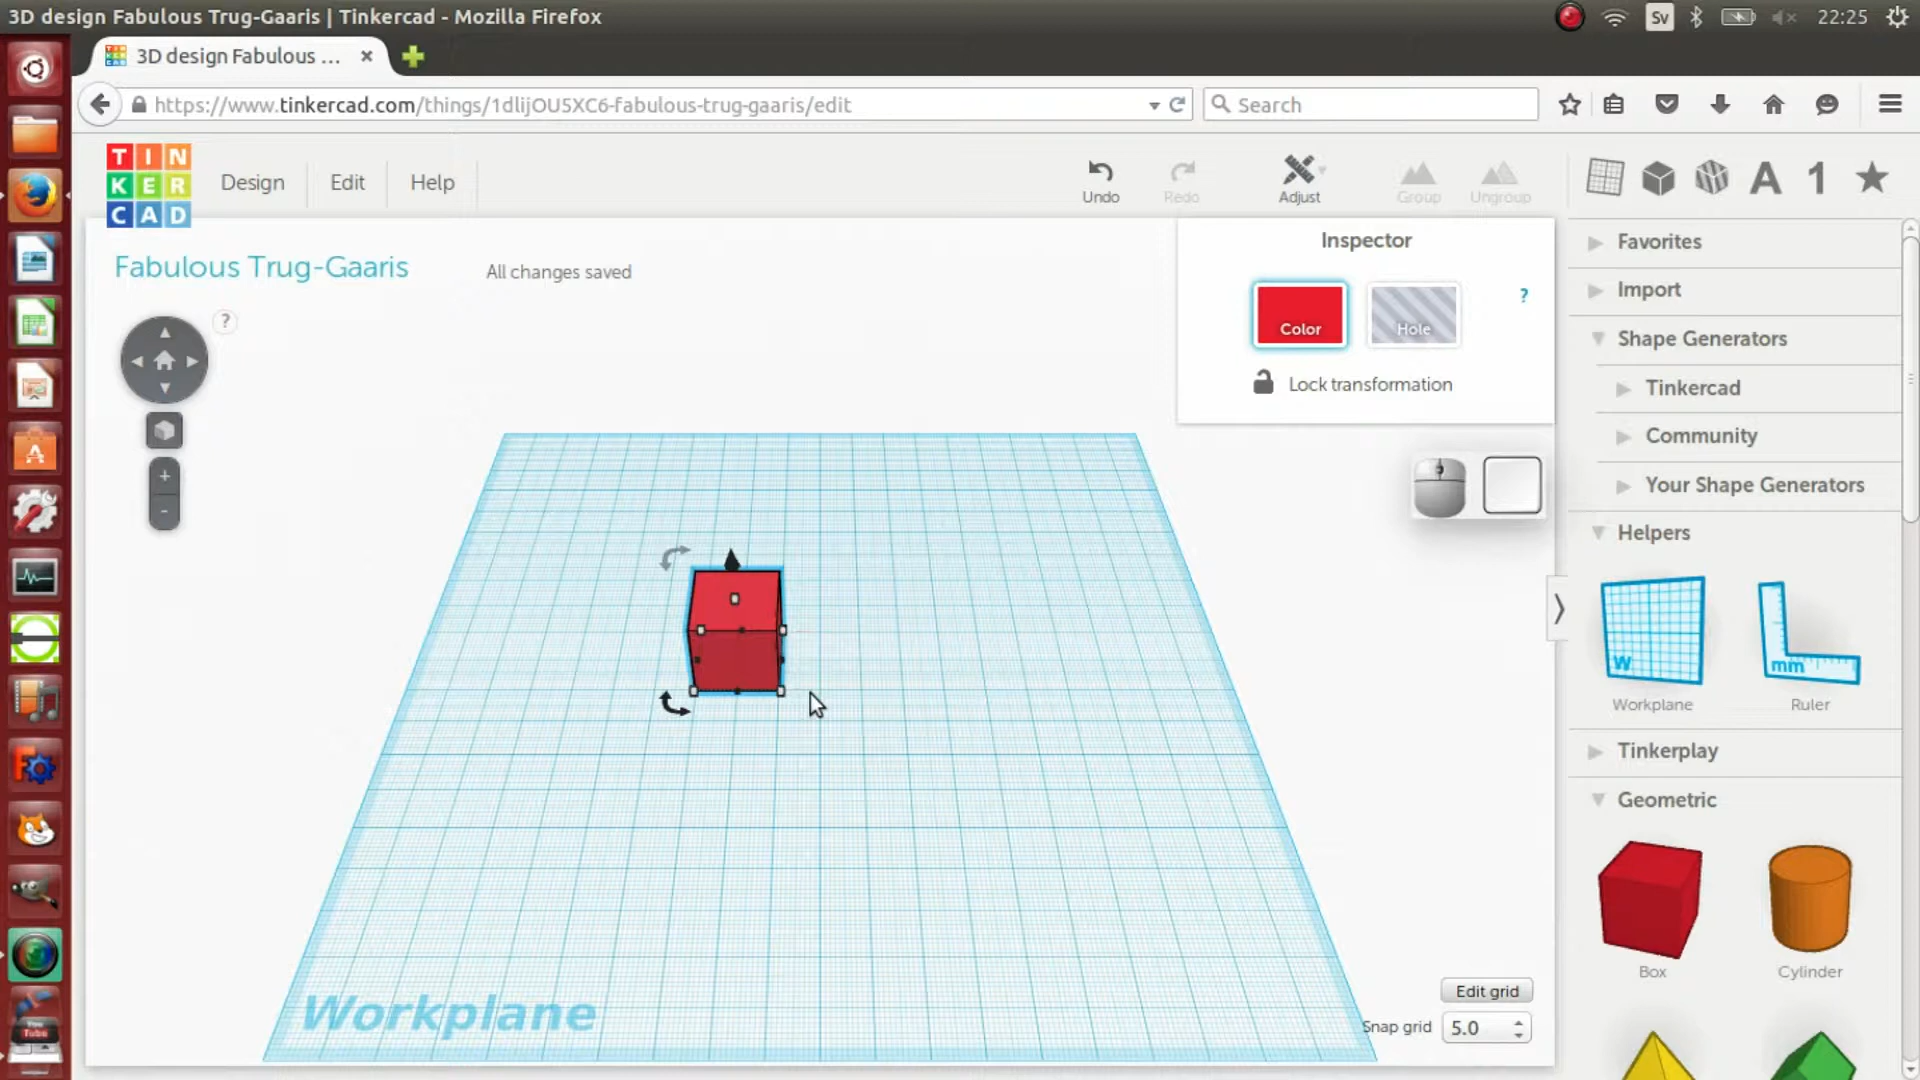 3D design Fabulous Trug-Gaaris | Tinkercad - Mozilla Firefox
Sv
22:25
3D design Fabulous ...
https://www.tinkercad.com/things/1dlijOU5XC6-fabulous-trug-gaaris/edit
Search
TIN
KER
CAD
Design
Edit
Help
Undo
Redo
Adjust
Group
Ungroup
A
1
Fabulous Trug-Gaaris
All changes saved
Inspector
Color
Hole
?
Lock transformation
?
+
-
Favorites
Import
Shape Generators
Tinkercad
Community
Your Shape Generators
Helpers
W
mm
Workplane
Ruler
Tinkerplay
Geometric
Box
Cylinder
Workplane
Edit grid
Snap grid
5.0
You Tube